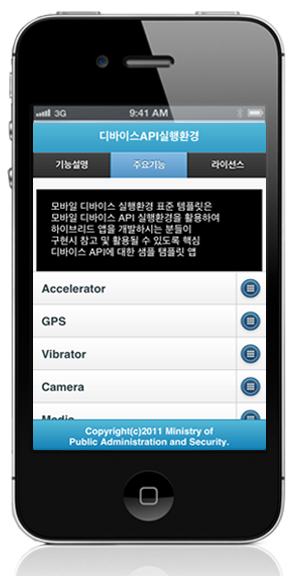 3G 9:41 AM
디바이스API실행환경
기능설명 주요기능 라이선스
모바일 디바이스 실행환경 표준 템플릿은
모바일 디바이스 API 실행환경을 활용하여
하이브리드 앱을 개발하시는 분들이
구현시 참고 및 활용될 수 있도록 핵심
디바이스 API에 대한 샘플 템플릿 앱
Accelerator
GPS
Vibrator
Camera
Media
Copyright(c)2011 Ministry of
Public Administration and Security.